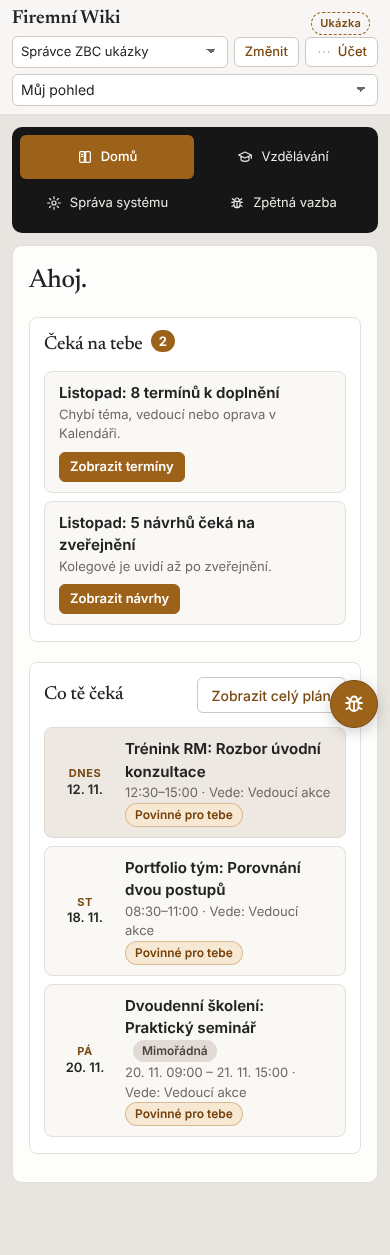 Firemní Wiki
Ukázka
Správce ZBC ukázky
Změnit
··· Účet
Můj pohled
Domů
Vzdělávání
Správa systému
Zpětná vazba
Ahoj.
Čeká na tebe 2
Listopad: 8 termínů k doplnění
Chybí téma, vedoucí nebo oprava v
Kalendáři.
Zobrazit termíny
Listopad: 5 návrhů čeká na
zveřejnění
Kolegové je uvidí až po zveřejnění.
Zobrazit návrhy
Co tě čeká
Zobrazit celý plán
DNES
12. 11.
Trénink RM: Rozbor úvodní
konzultace
12:30–15:00 · Vede: Vedoucí akce
Povinné pro tebe
ST
18. 11.
Portfolio tým: Porovnání
dvou postupů
08:30–11:00 · Vede: Vedoucí
akce
Povinné pro tebe
PÁ
20. 11.
Dvoudenní školení:
Praktický seminář
Mimořádná
20. 11. 09:00 – 21. 11. 15:00 ·
Vede: Vedoucí akce
Povinné pro tebe